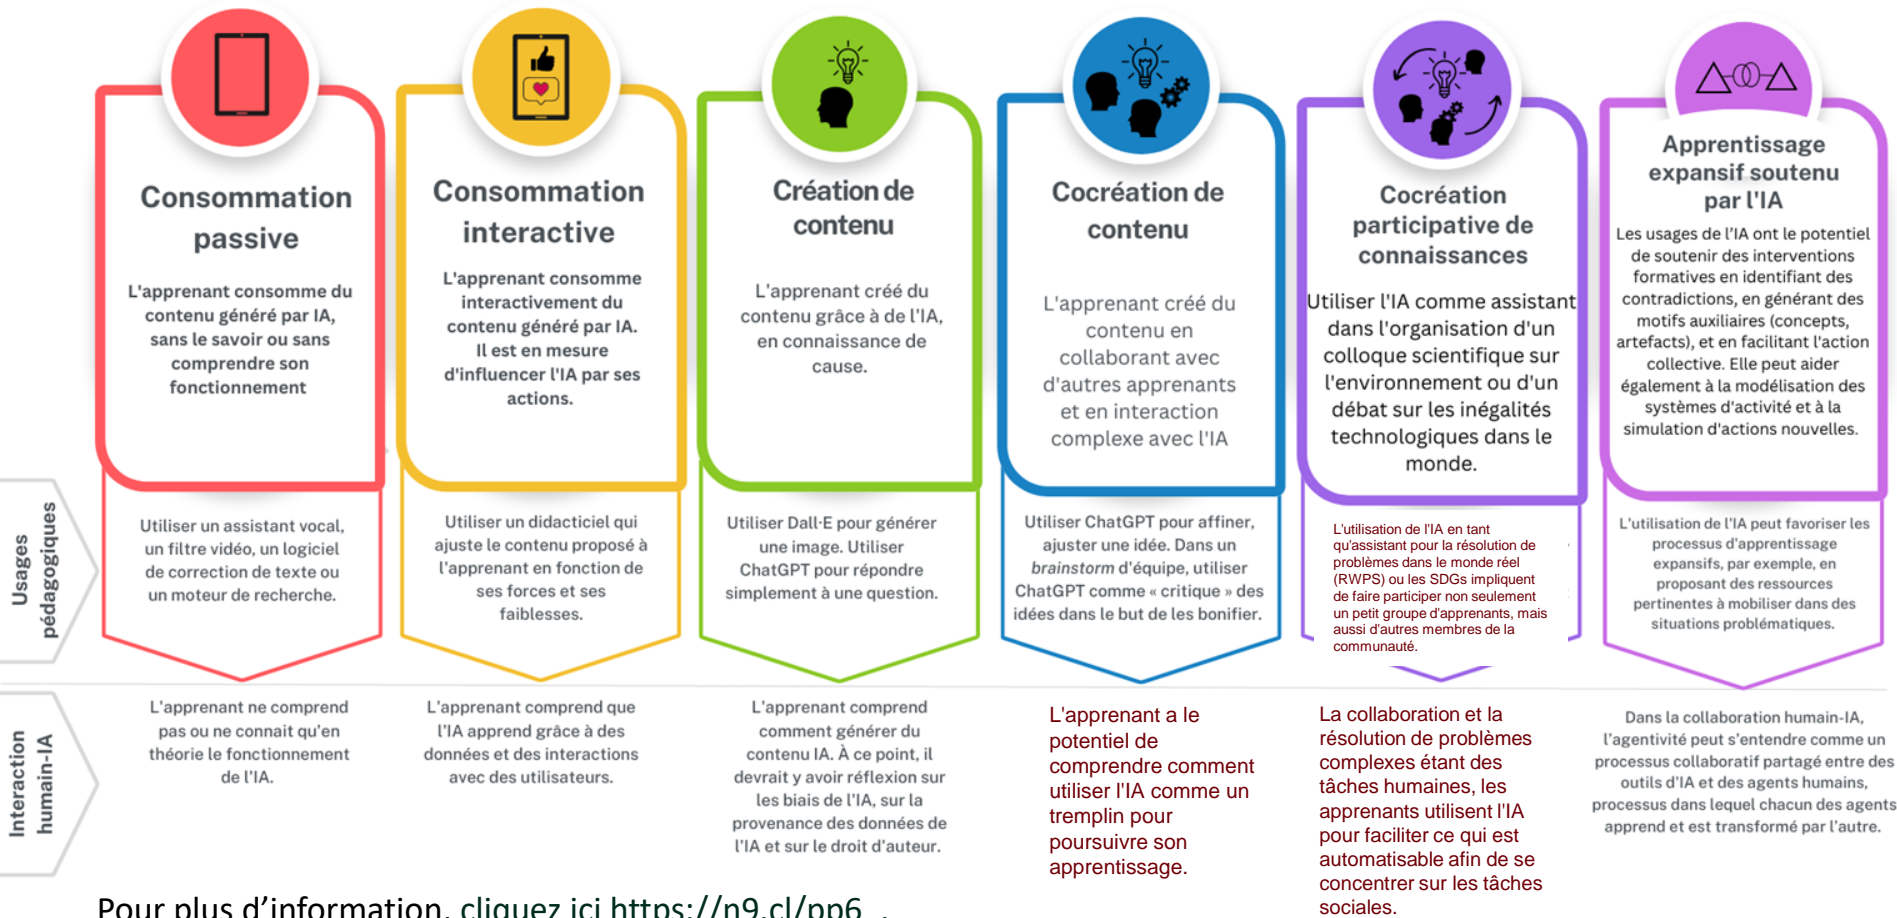 Consommation
passive
L'apprenant consomme du
contenu généré par IA,
sans le savoir ou sans
comprendre son
fonctionnement
Consommation
interactive
L'apprenant consomme
interactivement du
contenu généré par IA.
Il est en mesure
d'influencer l'IA par ses
actions.
Création de
contenu
L'apprenant créé du
contenu grâce à de l'IA,
en connaissance de
cause.
Cocréation de
contenu
L'apprenant créé du
contenu en
collaborant avec
d'autres apprenants
et en interaction
complexe avec l'IA
Cocréation
participative de
connaissances
Utiliser l'IA comme assistant
dans l'organisation d'un
colloque scientifique sur
l'environnement ou d'un
débat sur les inégalités
technologiques dans le
monde.
Apprentissage
expansif soutenu
par l'IA
Les usages de l'IA ont le potentiel
de soutenir des interventions
formatives en identifiant des
contradictions, en générant des
motifs auxiliaires (concepts,
artefacts), et en facilitant l'action
collective. Elle peut aider
également à la modélisation des
systèmes d'activité et à la
simulation d'actions nouvelles.
Usages
pédagogiques
Utiliser un assistant vocal,
un filtre vidéo, un logiciel
de correction de texte ou
un moteur de recherche.
Utiliser un didacticiel qui
ajuste le contenu proposé à
l'apprenant en fonction de
ses forces et ses
faiblesses.
Utiliser Dall·E pour générer
une image. Utiliser
ChatGPT pour répondre
simplement à une question.
Utiliser ChatGPT pour affiner,
ajuster une idée. Dans un
brainstorm d'équipe, utiliser
ChatGPT comme « critique » des
idées dans le but de les bonifier.
L'utilisation de l'IA en tant
qu'assistant pour la résolution de
problèmes dans le monde réel
(RWPS) ou les SDGs impliquent
de faire participer non seulement
un petit groupe d'apprenants, mais
aussi d'autres membres de la
communauté.
L'utilisation de l'IA peut favoriser les
processus d'apprentissage
expansifs, par exemple, en
proposant des ressources
pertinentes à mobiliser dans des
situations problématiques.
Interaction
humain-IA
L'apprenant ne comprend
pas ou ne connait qu'en
théorie le fonctionnement
de l'IA.
L'apprenant comprend que
l'IA apprend grâce à des
données et des interactions
avec des utilisateurs.
L'apprenant comprend
comment générer du
contenu IA. À ce point, il
devrait y avoir réflexion sur
les biais de l'IA, sur la
provenance des données de
l'IA et sur le droit d'auteur.
L'apprenant a le
potentiel de
comprendre comment
utiliser l'IA comme un
tremplin pour
poursuivre son
apprentissage.
La collaboration et la
résolution de problèmes
complexes étant des
tâches humaines, les
apprenants utilisent l'IA
pour faciliter ce qui est
automatisable afin de se
concentrer sur les tâches
sociales.
Dans la collaboration humain-IA,
l'agentivité peut s'entendre comme un
processus collaboratif partagé entre des
outils d'IA et des agents humains,
processus dans lequel chacun des agents
apprend et est transformé par l'autre.
Pour plus d'information, cliquez ici